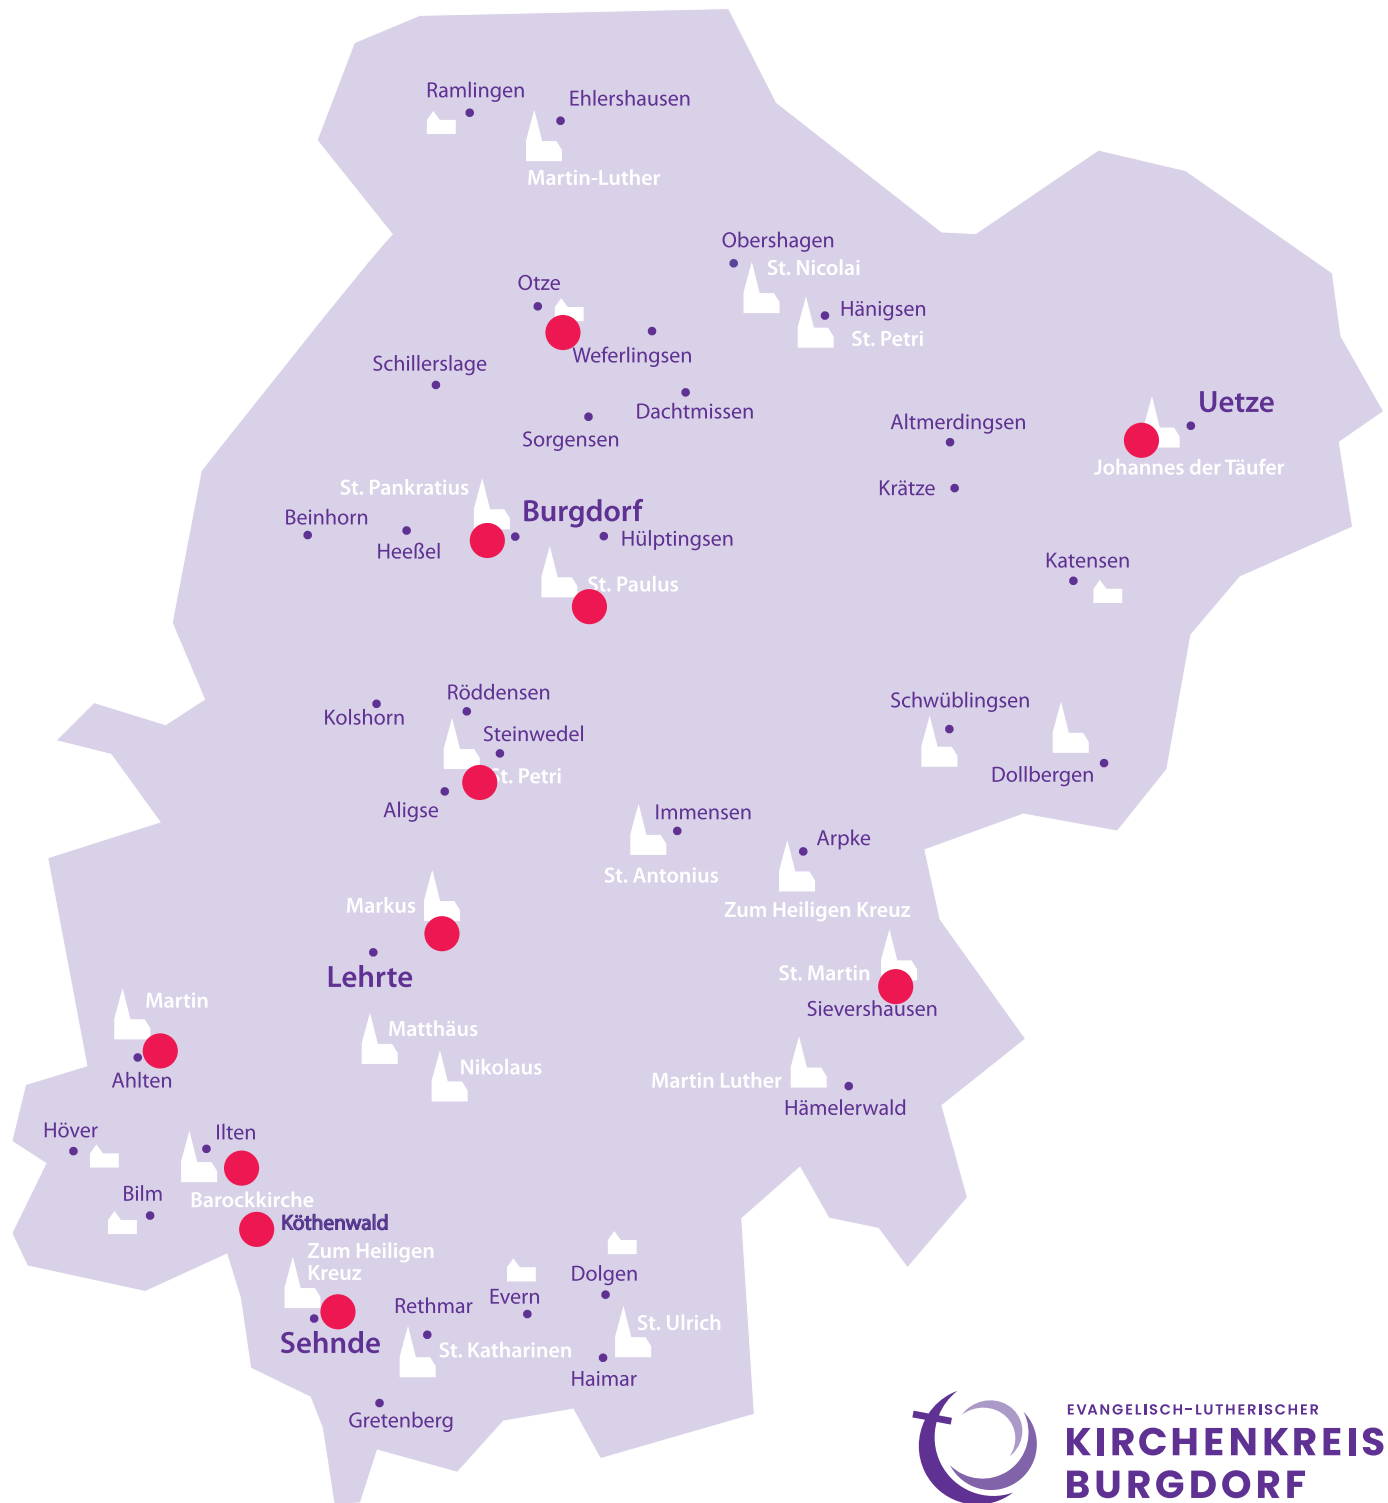 Ramlingen
Ehlershausen
Martin-Luther
Obershagen
St. Nicolai
Otze
Hänigsen
St. Petri
Weferlingsen
Schillerslage
Dachtmissen
Sorgensen
Uetze
Altmerdingsen
Johannes der Täufer
Krätze
St. Pankratius
Burgdorf
Beinhorn
Heeßel
Hülptingsen
Katensen
St. Paulus
Röddensen
Kolshorn
Steinwedel
St. Petri
Schwüblingsen
Dollbergen
Aligse
Immensen
St. Antonius
Arpke
Zum Heiligen Kreuz
Markus
Lehrte
St. Martin
Sievershausen
Martin
Matthäus
Nikolaus
Ahlten
Martin Luther
Hämelerwald
Höver
Ilten
Bilm
Barockkirche
Köthenwald
Zum Heiligen
Kreuz
Sehnde
Rethmar
St. Katharinen
Evern
Dolgen
St. Ulrich
Haimar
Gretenberg
EVANGELISCH-LUTHERISCHER
KIRCHENKREIS
BURGDORF